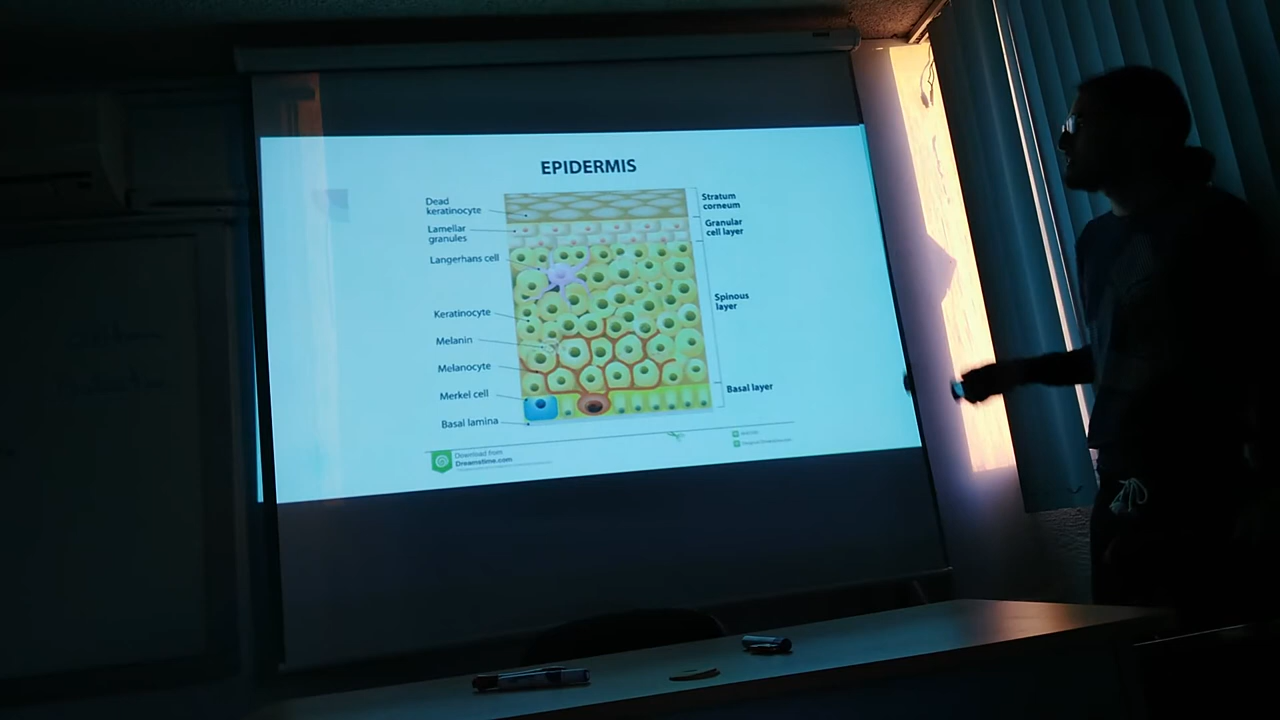 EPIDERMIS
Dead
keratinocyte
Lamellar
granules
Langerhans cell
Keratinocyte
Melanin
Melanocyte
Merkel cell
Basal lamina
Stratum
corneum
Granular
cell layer
Spinous
layer
Basal layer
Download from
Dreamstime.com